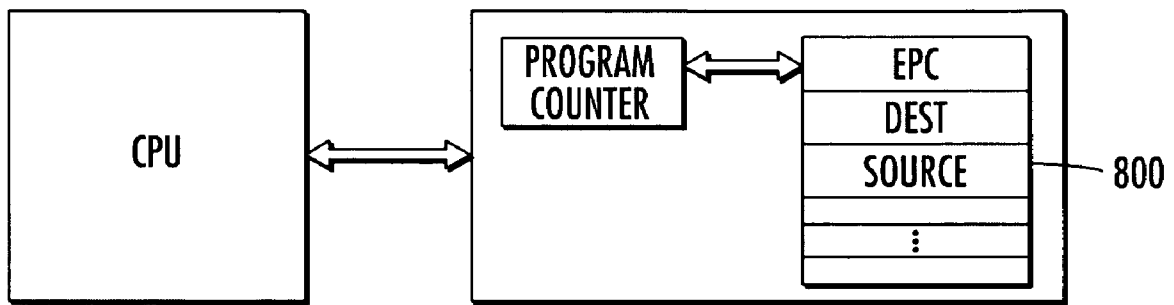 CPU
PROGRAM
COUNTER
EPC
DEST
SOURCE
⋮
800